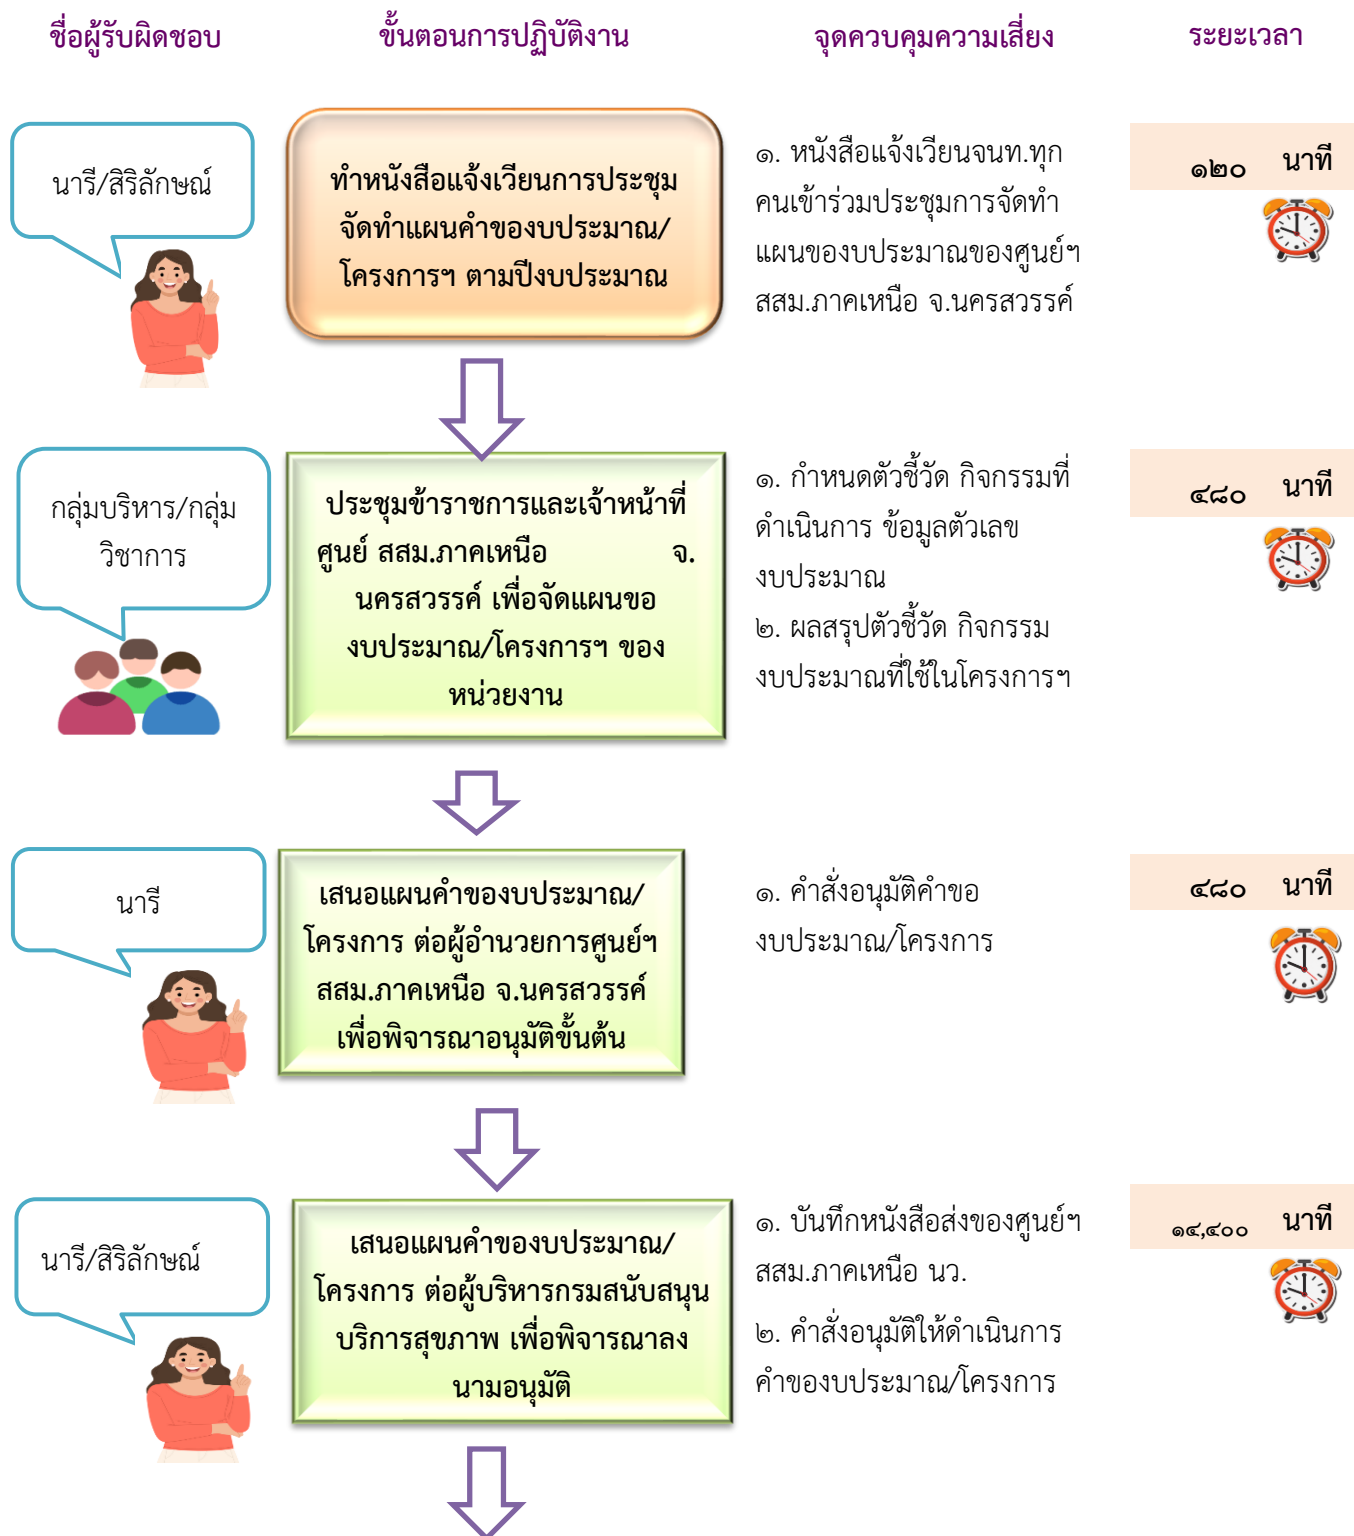 ชื่อผู้รับผิดชอบ
ขั้นตอนการปฏิบัติงาน
จุดควบคุมความเสี่ยง
ระยะเวลา
นารี/สิริลักษณ์
ทำหนังสือแจ้งเวียนการประชุม
จัดทำแผนคำของบประมาณ/
โครงการฯ ตามปีงบประมาณ
๑. หนังสือแจ้งเวียนจนท.ทุก
คนเข้าร่วมประชุมการจัดทำ
แผนของบประมาณของศูนย์ฯ
สสม.ภาคเหนือ จ.นครสวรรค์
๑๒๐ นาที
กลุ่มบริหาร/กลุ่ม
วิชาการ
ประชุมข้าราชการและเจ้าหน้าที่
ศูนย์ สสม.ภาคเหนือ จ.
นครสวรรค์ เพื่อจัดแผนขอ
งบประมาณ/โครงการฯ ของ
หน่วยงาน
๑. กำหนดตัวชี้วัด กิจกรรมที่
ดำเนินการ ข้อมูลตัวเลข
งบประมาณ
๒. ผลสรุปตัวชี้วัด กิจกรรม
งบประมาณที่ใช้ในโครงการฯ
๔๘๐ นาที
นารี
เสนอแผนคำของบประมาณ/
โครงการ ต่อผู้อำนวยการศูนย์ฯ
สสม.ภาคเหนือ จ.นครสวรรค์
เพื่อพิจารณาอนุมัติขั้นต้น
๑. คำสั่งอนุมัติคำขอ
งบประมาณ/โครงการ
๔๘๐ นาที
นารี/สิริลักษณ์
เสนอแผนคำของบประมาณ/
โครงการ ต่อผู้บริหารกรมสนับสนุน
บริการสุขภาพ เพื่อพิจารณาลง
นามอนุมัติ
๑. บันทึกหนังสือส่งของศูนย์ฯ
สสม.ภาคเหนือ นว.
๒. คำสั่งอนุมัติให้ดำเนินการ
คำของบประมาณ/โครงการ
๑๔,๔๐๐ นาที